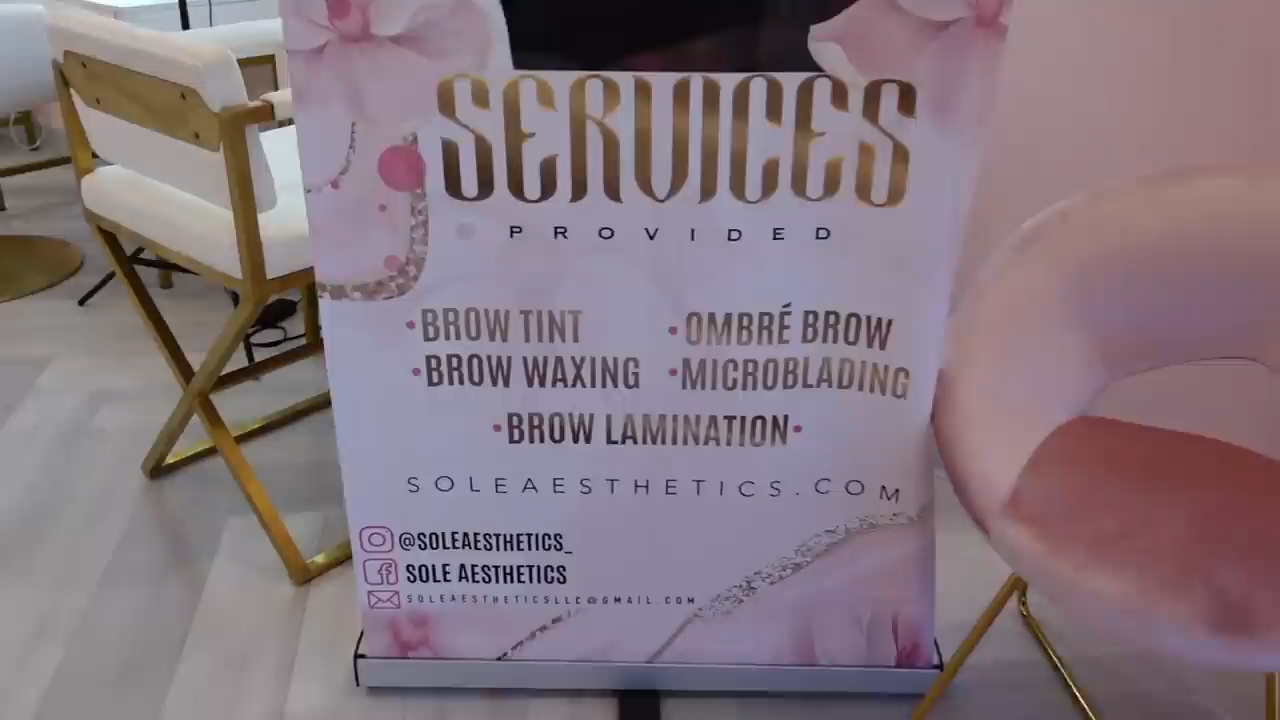 SERVICES
PROVIDED
•BROW TINT •OMBRÉ BROW
•BROW WAXING •MICROBLADING
•BROW LAMINATION•
SOLEAESTHETICS.COM
@SOLEAESTHETICS_
SOLE AESTHETICS
SOLEAESTHETICSLLC@GMAIL.COM